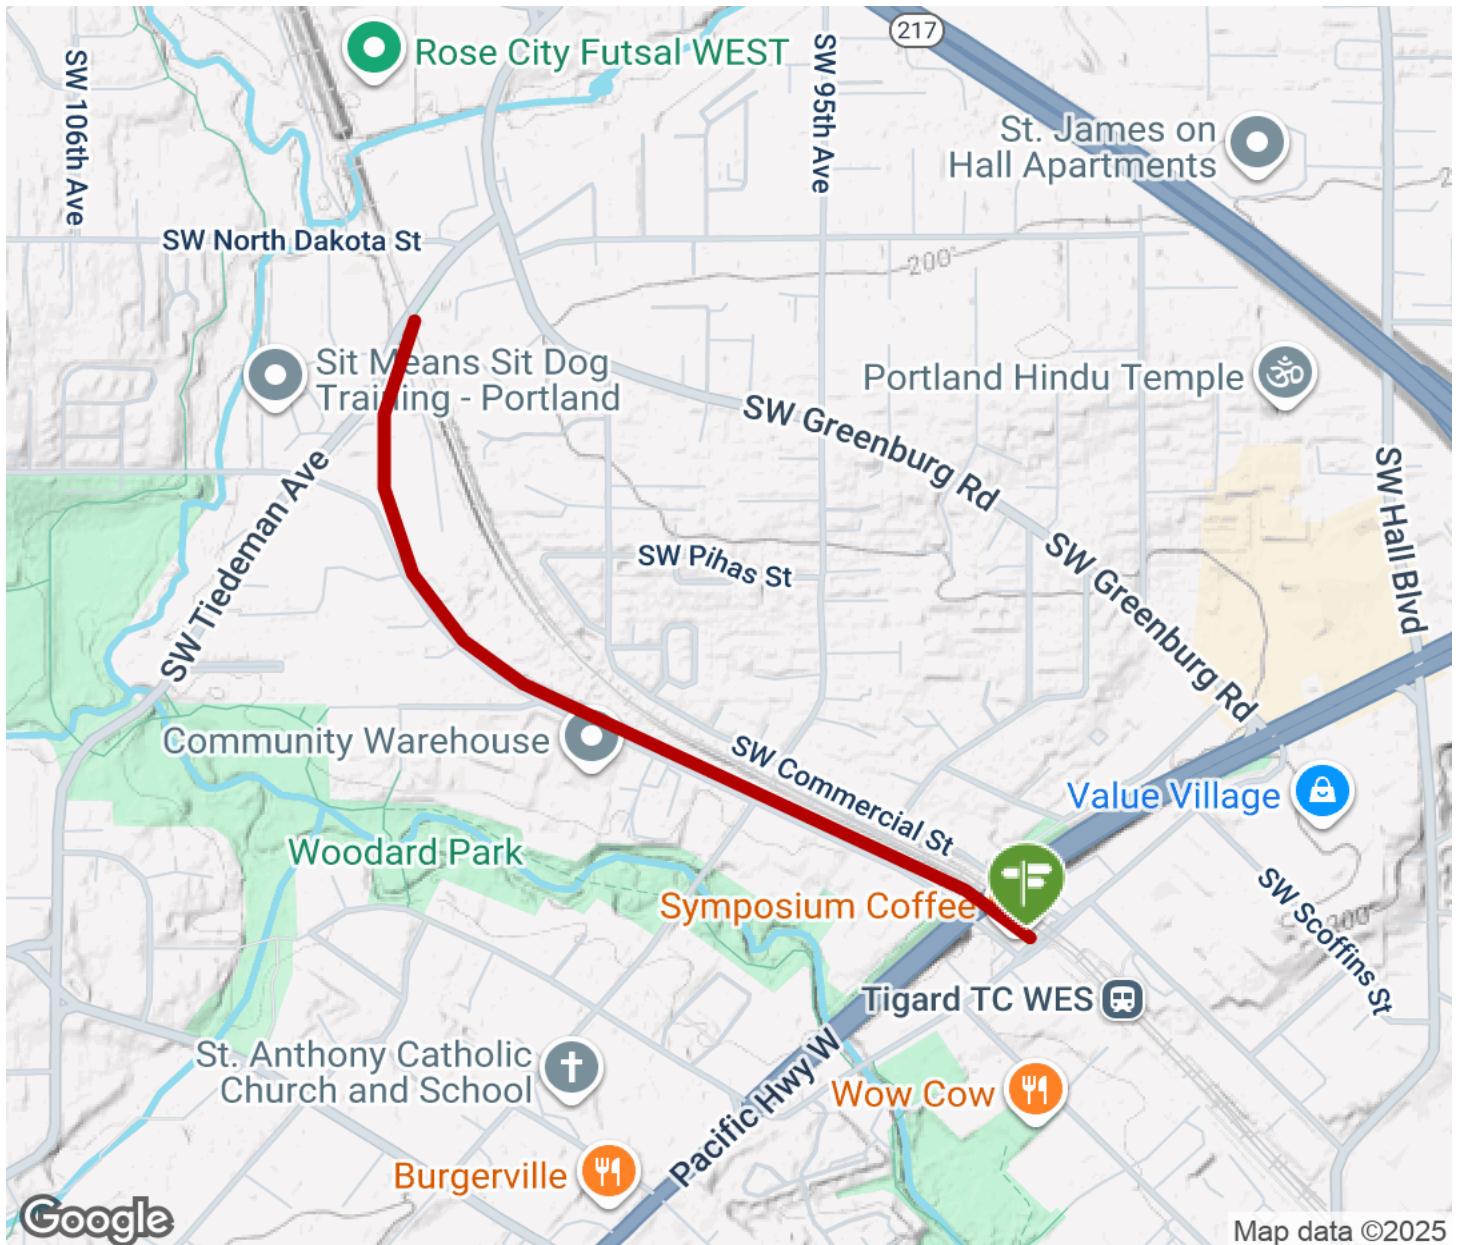 217
Rose City Futsal WEST
SW 106th Ave
SW 95th Ave
St. James on
Hall Apartments
SW North Dakota St
200
Sit Means Sit Dog
Training - Portland
Portland Hindu Temple
SW Greenburg Rd
SW Hall Blvd
SW Tiedeman Ave
SW Pihas St
SW Greenburg Rd
Community Warehouse
SW Commercial St
Value Village
Woodard Park
Symposium Coffee
SW Scoffins St
200
Tigard TC WES
St. Anthony Catholic
Church and School
Pacific Hwy W
Wow Cow
Burgerville
Google
Map data ©2025